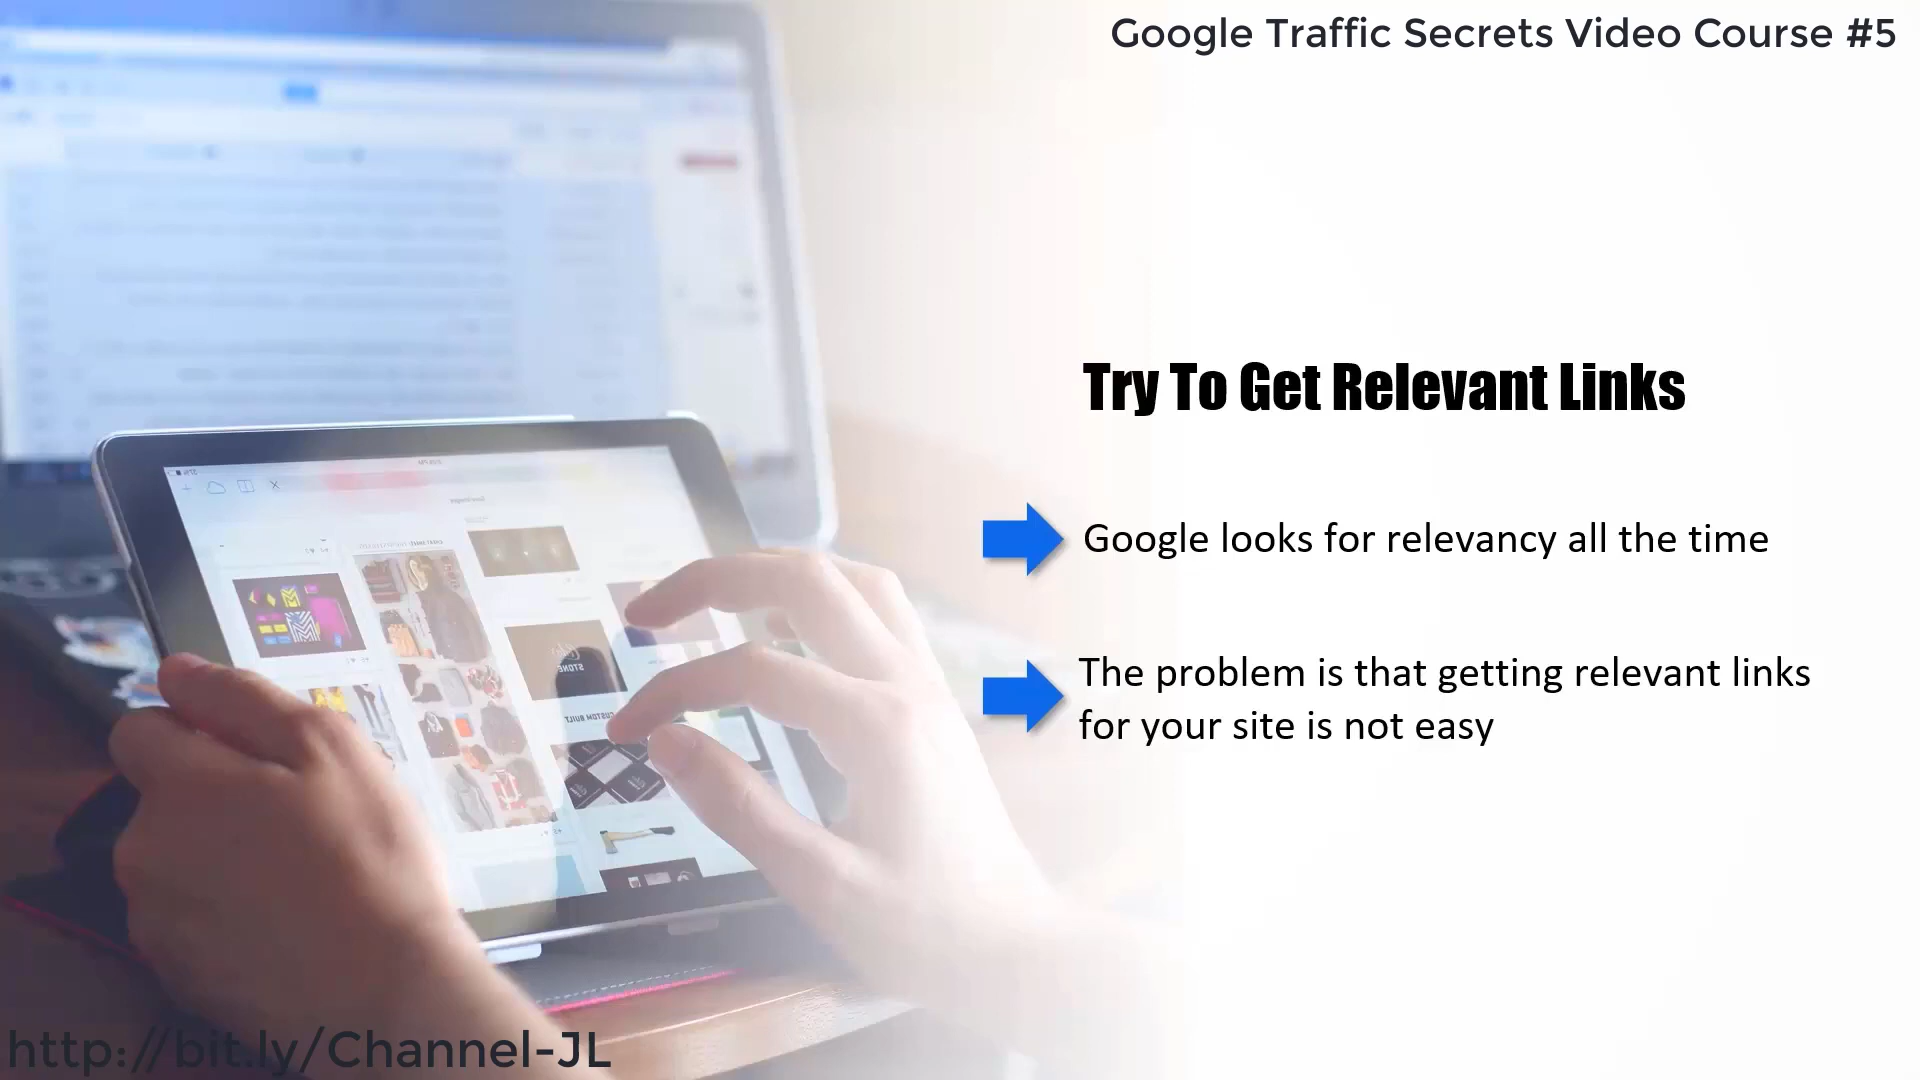 Google Traffic Secrets Video Course #5
Try To Get Relevant Links
Google looks for relevancy all the time
The problem is that getting relevant links
for your site is not easy
http://bit.ly/Channel-JL